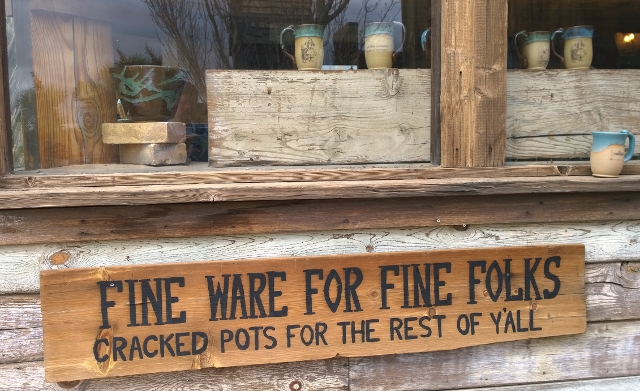 FINE WARE FOR FINE FOLKS
CRACKED POTS FOR THE REST OF Y'ALL